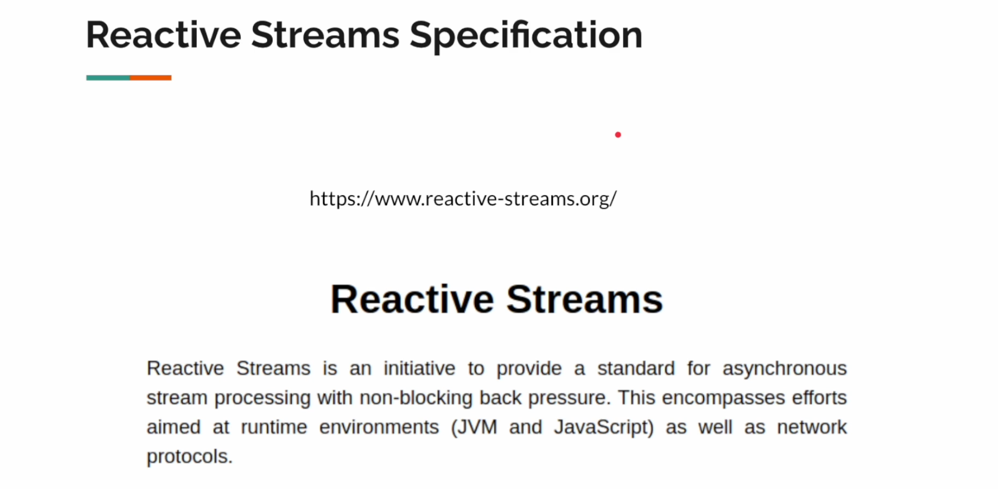 Reactive Streams Specification
https://www.reactive-streams.org/
Reactive Streams
Reactive Streams is an initiative to provide a standard for asynchronous
stream processing with non-blocking back pressure. This encompasses efforts
aimed at runtime environments (JVM and JavaScript) as well as network
protocols.